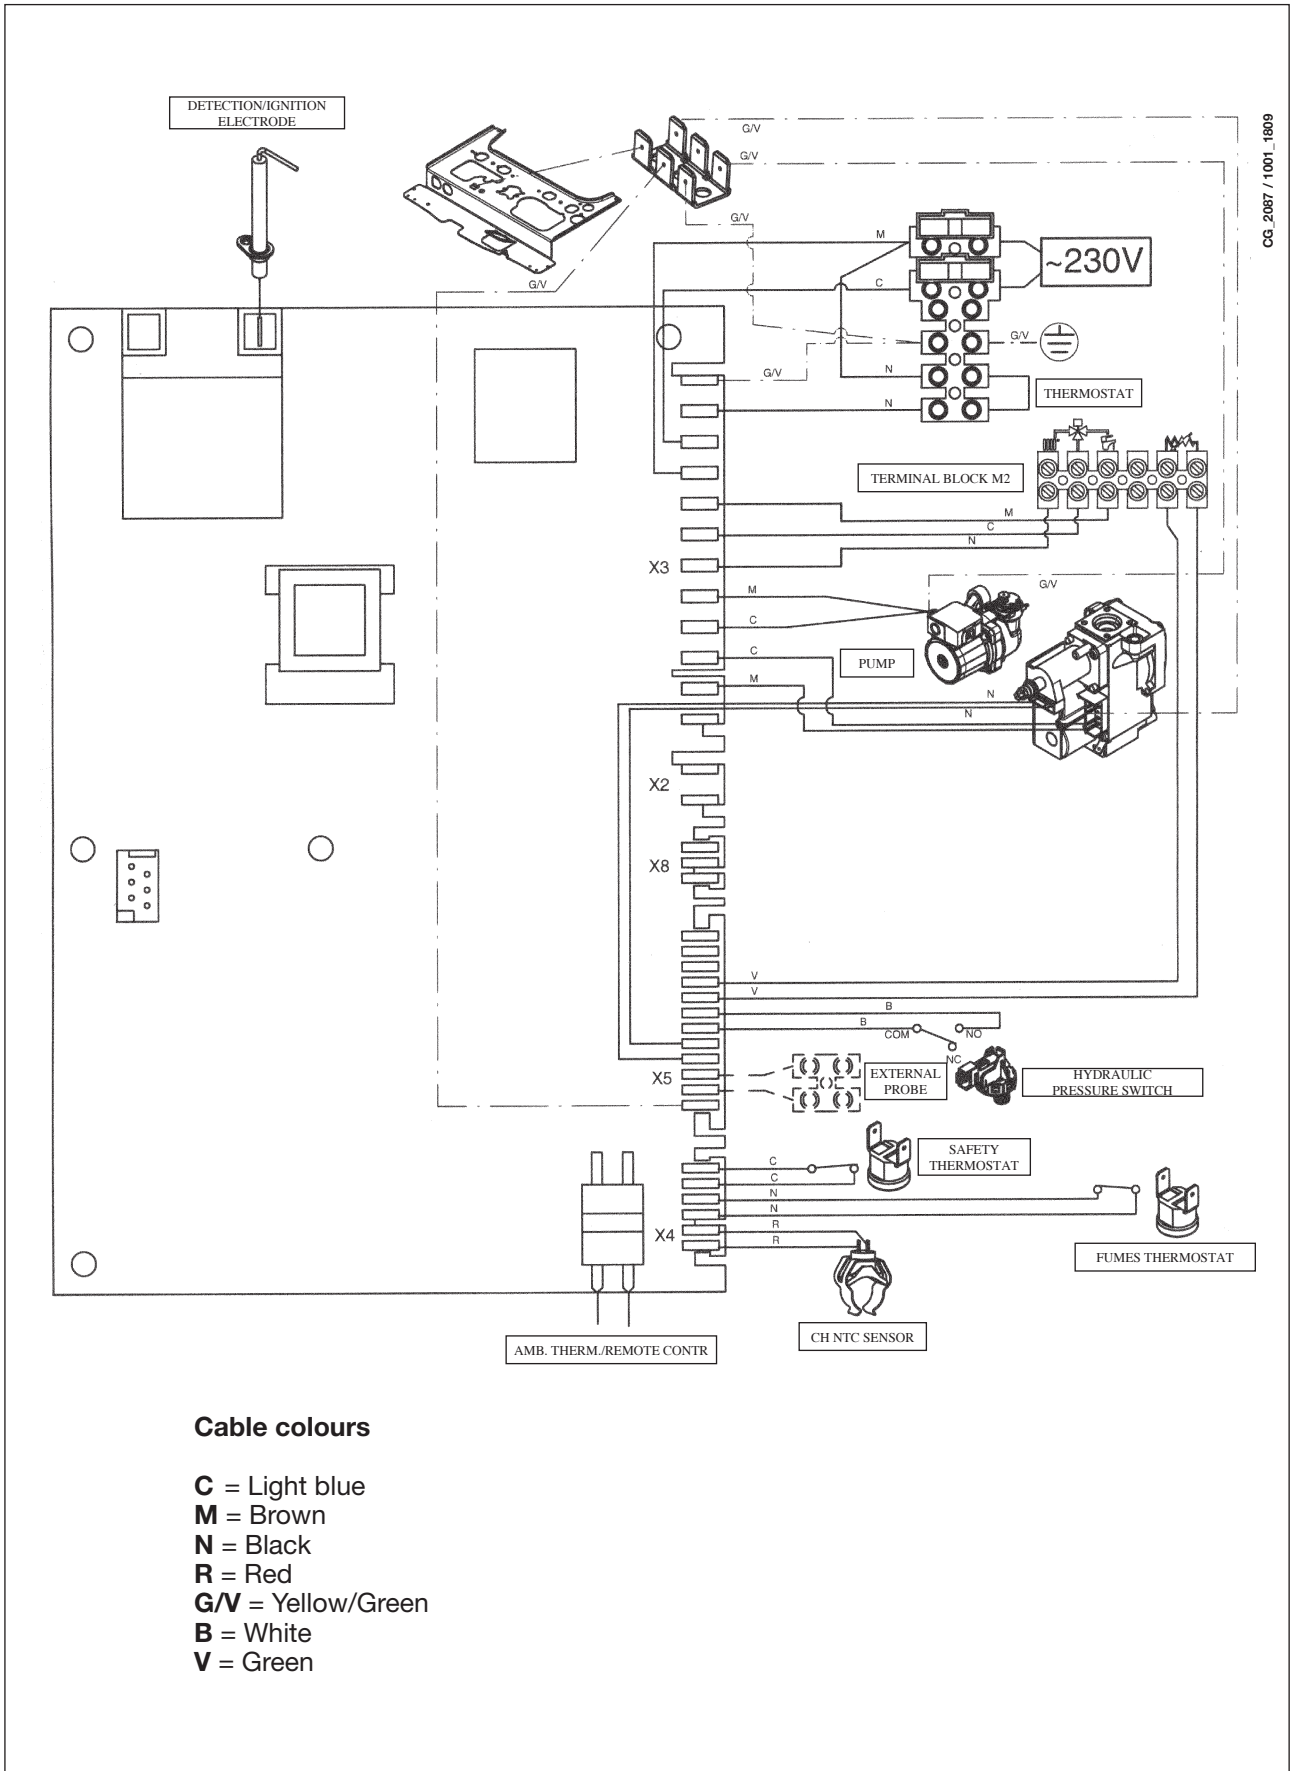 DETECTION/IGNITION
ELECTRODE
CG_2087 / 1001_1809
G/V
G/V
G/V
M
~230V
C
G/V
G/V
G/V
N
THERMOSTAT
N
TERMINAL BLOCK M2
M
C
N
X3
G/V
M
C
PUMP
C
M
N
N
X2
X8
V
V
B
B
COM
NO
NC
X5
EXTERNAL
PROBE
HYDRAULIC
PRESSURE SWITCH
SAFETY
THERMOSTAT
C
C
N
N
X4
R
R
FUMES THERMOSTAT
CH NTC SENSOR
AMB. THERM./REMOTE CONTR
Cable colours
C = Light blue
M = Brown
N = Black
R = Red
G/V = Yellow/Green
B = White
V = Green